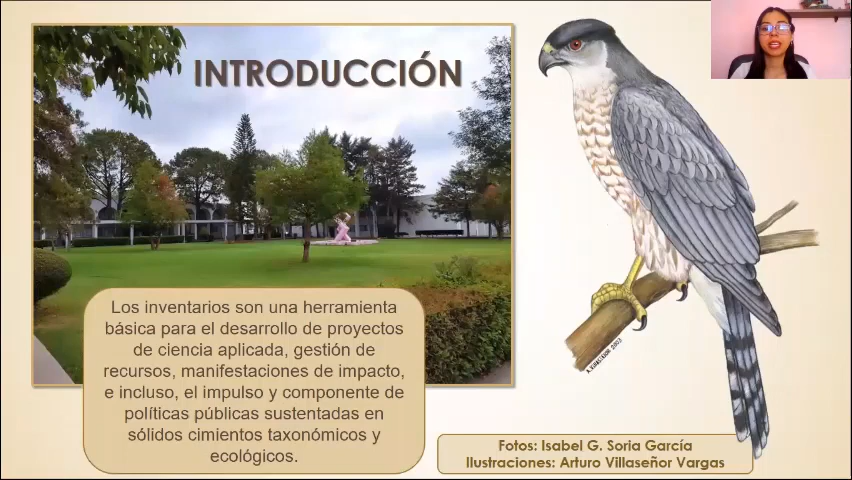 INTRODUCCIÓN
Los inventarios son una herramienta
básica para el desarrollo de proyectos
de ciencia aplicada, gestión de
recursos, manifestaciones de impacto,
e incluso, el impulso y componente de
políticas públicas sustentadas en
sólidos cimientos taxonómicos y
ecológicos.
Fotos: Isabel G. Soria García
Ilustraciones: Arturo Villaseñor Vargas